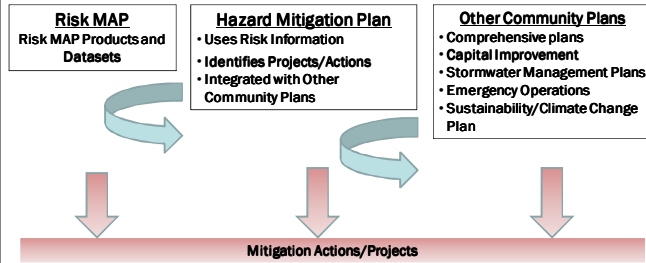 Risk MAP
Risk MAP Products and
Datasets
Hazard Mitigation Plan
• Uses Risk Information
• Identifies Projects/Actions
• Integrated with Other
Community Plans
Other Community Plans
• Comprehensive plans
• Capital Improvement
• Stormwater Management Plans
• Emergency Operations
• Sustainability/Climate Change
Plan
Mitigation Actions/Projects